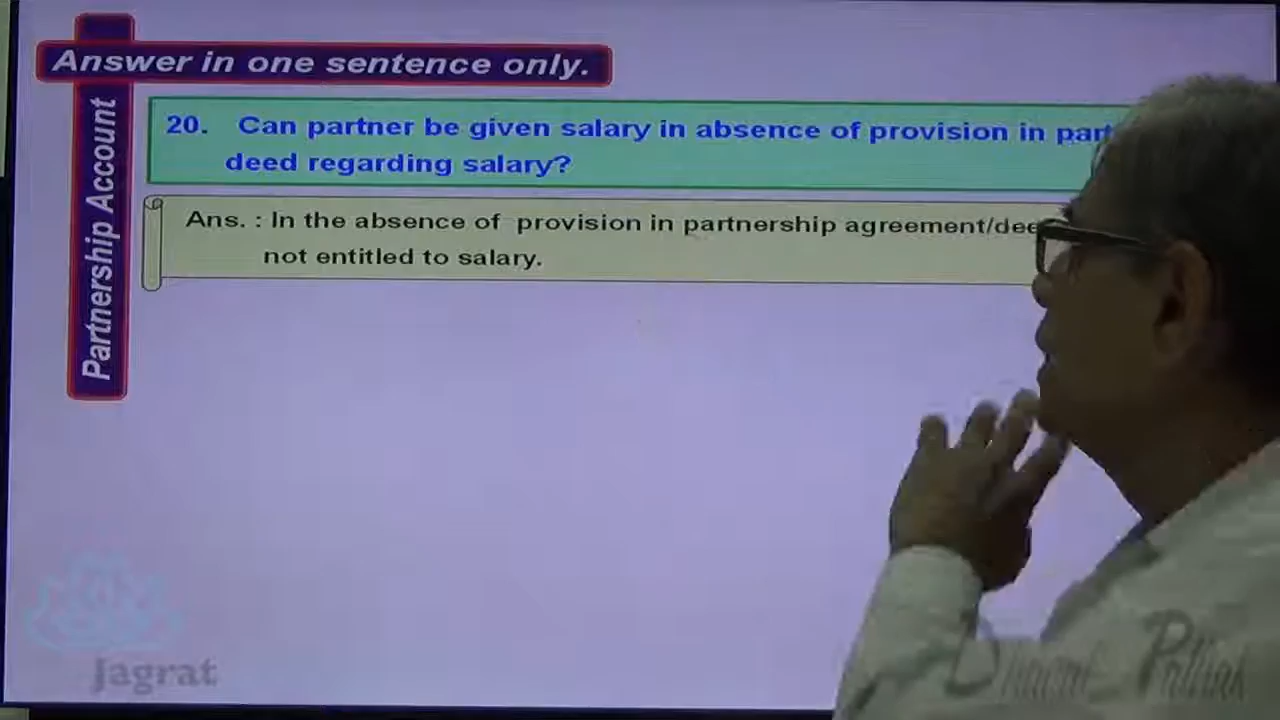 Answer in one sentence only.
Partnership Account
20. Can partner be given salary in absence of provision in part
deed regarding salary?
Ans. : In the absence of provision in partnership agreement/dee
not entitled to salary.
Jagrat